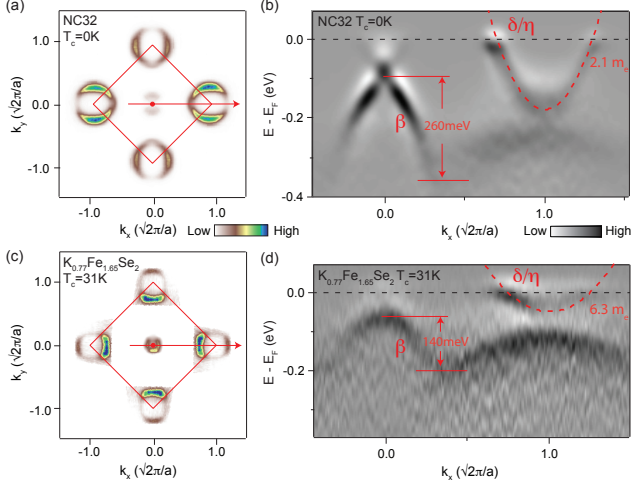 (a)
NC32
T_c=0K
1.0
0.0
-1.0
k_y (√2π/a)
-1.0 0.0 1.0
k_x (√2π/a)
Low High
(b)
NC32 T_c=0K
δ/η
2.1 m_e
β
260meV
0.0
-0.2
-0.4
E - E_F (eV)
0.0 1.0
k_x (√2π/a)
Low High
(c)
K_0.77Fe_1.65Se_2
T_c=31K
1.0
0.0
-1.0
k_y (√2π/a)
-1.0 0.0 1.0
k_x (√2π/a)
(d)
K_0.77Fe_1.65Se_2 T_c=31K
δ/η
6.3 m_e
β
140meV
0.0
-0.2
E - E_F (eV)
0.0 1.0
k_x (√2π/a)